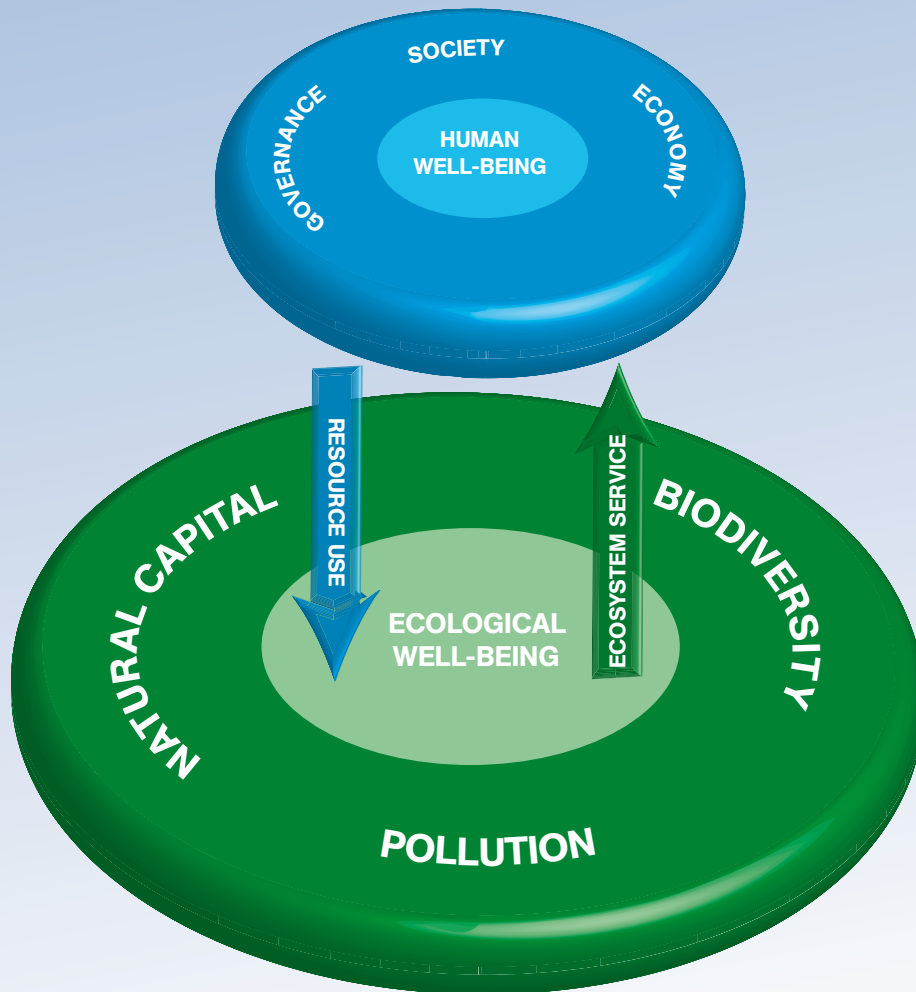 SOCIETY
GOVERNANCE
ECONOMY
HUMAN
WELL-BEING
RESOURCE USE
ECOSYSTEM SERVICE
NATURAL CAPITAL
BIODIVERSITY
ECOLOGICAL
WELL-BEING
POLLUTION